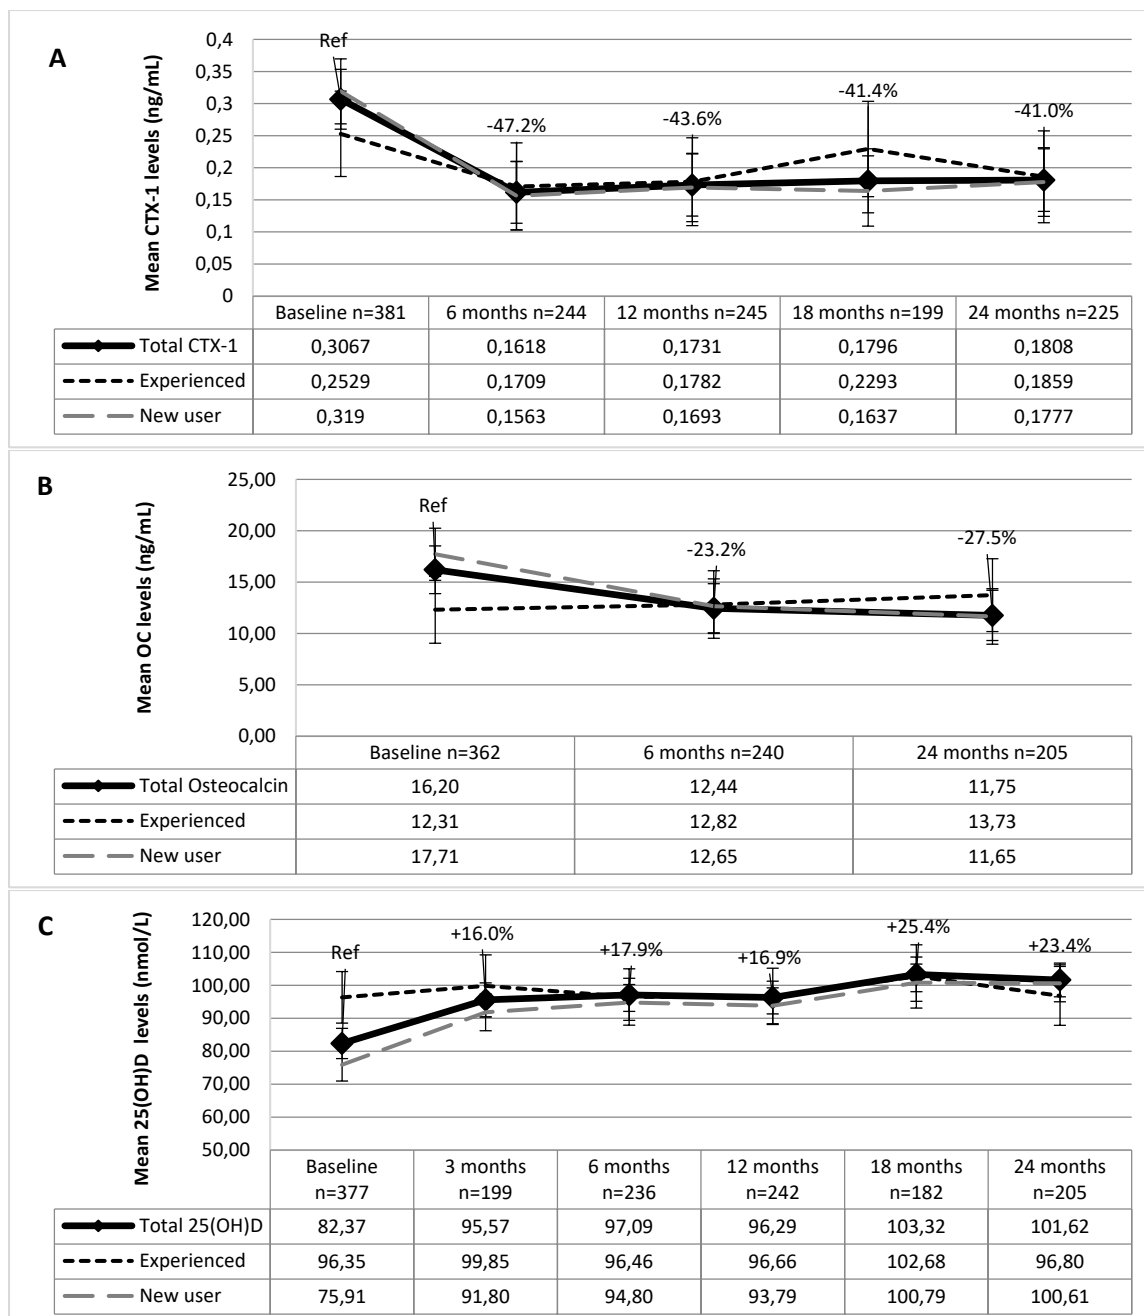 A
Mean CTX-1 levels (ng/mL)
0,4
0,35
0,3
0,25
0,2
0,15
0,1
0,05
0
Ref
-47.2%
-43.6%
-41.4%
-41.0%
Baseline n=381 6 months n=244 12 months n=245 18 months n=199 24 months n=225
Total CTX-1 0,3067 0,1618 0,1731 0,1796 0,1808
Experienced 0,2529 0,1709 0,1782 0,2293 0,1859
New user 0,319 0,1563 0,1693 0,1637 0,1777
B
Mean OC levels (ng/mL)
25,00
20,00
15,00
10,00
5,00
0,00
Ref
-23.2%
-27.5%
Baseline n=362 6 months n=240 24 months n=205
Total Osteocalcin 16,20 12,44 11,75
Experienced 12,31 12,82 13,73
New user 17,71 12,65 11,65
C
Mean 25(OH)D levels (nmol/L)
120,00
110,00
100,00
90,00
80,00
70,00
60,00
50,00
Ref
+16.0%
+17.9%
+16.9%
+25.4%
+23.4%
Baseline 3 months 6 months 12 months 18 months 24 months
n=377 n=199 n=236 n=242 n=182 n=205
Total 25(OH)D 82,37 95,57 97,09 96,29 103,32 101,62
Experienced 96,35 99,85 96,46 96,66 102,68 96,80
New user 75,91 91,80 94,80 93,79 100,79 100,61